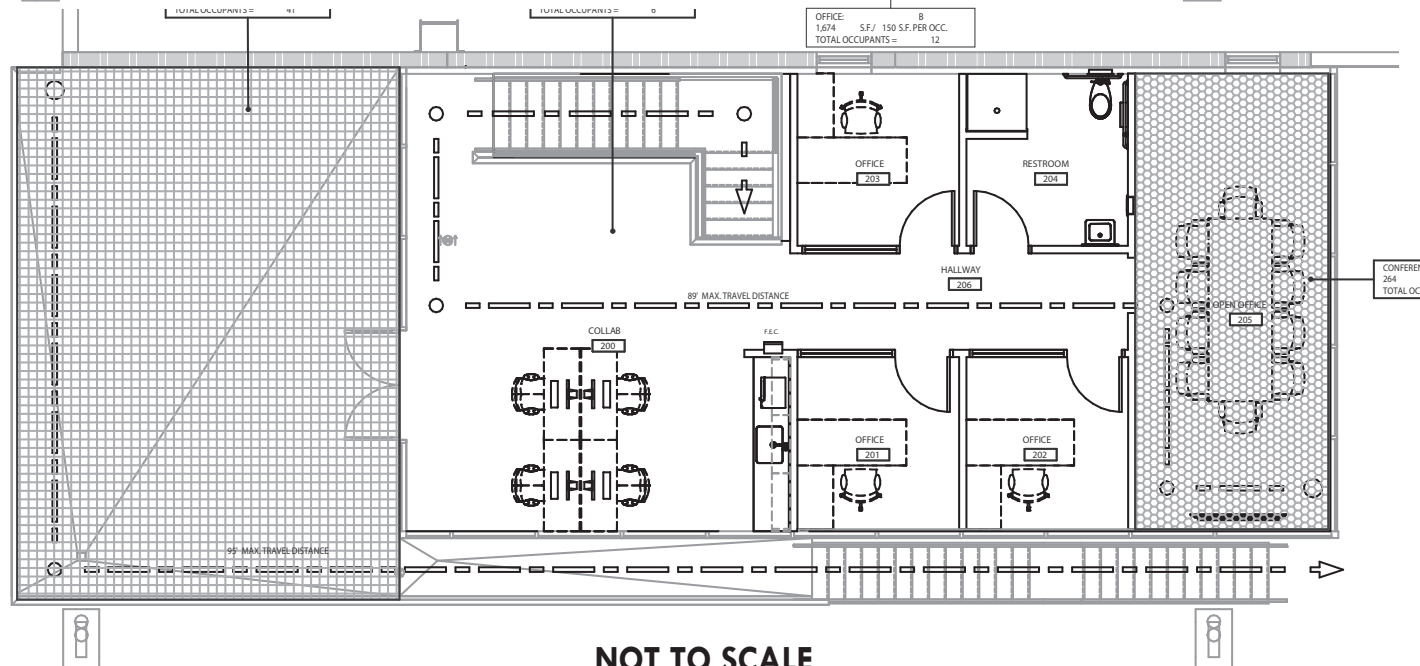 TOTAL OCCUPANTS = 41
TOTAL OCCUPANTS = 6
OFFICE: B
1,674 S.F./ 150 S.F. PER OCC.
TOTAL OCCUPANTS = 12
OFFICE
203
RESTROOM
204
HALLWAY
206
CONFEREN
264
TOTAL OC
89' MAX. TRAVEL DISTANCE
OPEN OFFICE
205
COLLAB
200
F.E.C.
OFFICE
201
OFFICE
202
95' MAX. TRAVEL DISTANCE
NOT TO SCALE